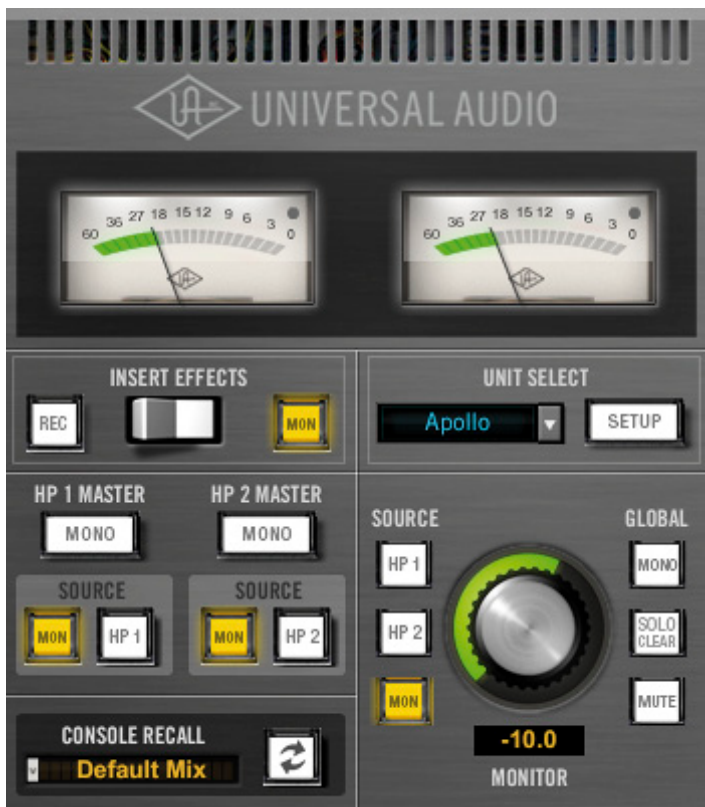 UNIVERSAL AUDIO
60 36 27 18 15 12 9 6 3 0
60 36 27 18 15 12 9 6 3 0
INSERT EFFECTS
REC
MON
UNIT SELECT
Apollo
SETUP
HP 1 MASTER
MONO
HP 2 MASTER
MONO
SOURCE
MON
HP 1
SOURCE
MON
HP 2
SOURCE
HP 1
HP 2
MON
GLOBAL
MONO
SOLO
CLEAR
MUTE
-10.0
MONITOR
CONSOLE RECALL
Default Mix